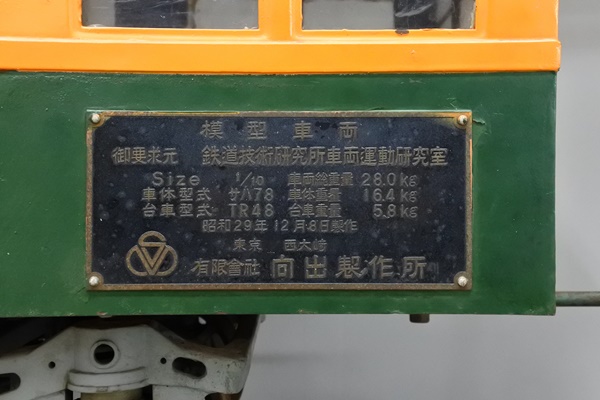 模型車両
御要求元 鉄道技術研究所車両運動研究室
Size 1/10 車両総重量 28.0kg
車体型式 サハ78 車体重量 16.4kg
台車型式 TR48 台車重量 5.8kg
昭和29年12月8日製作
東京 西大崎
有限會社 向出製作所